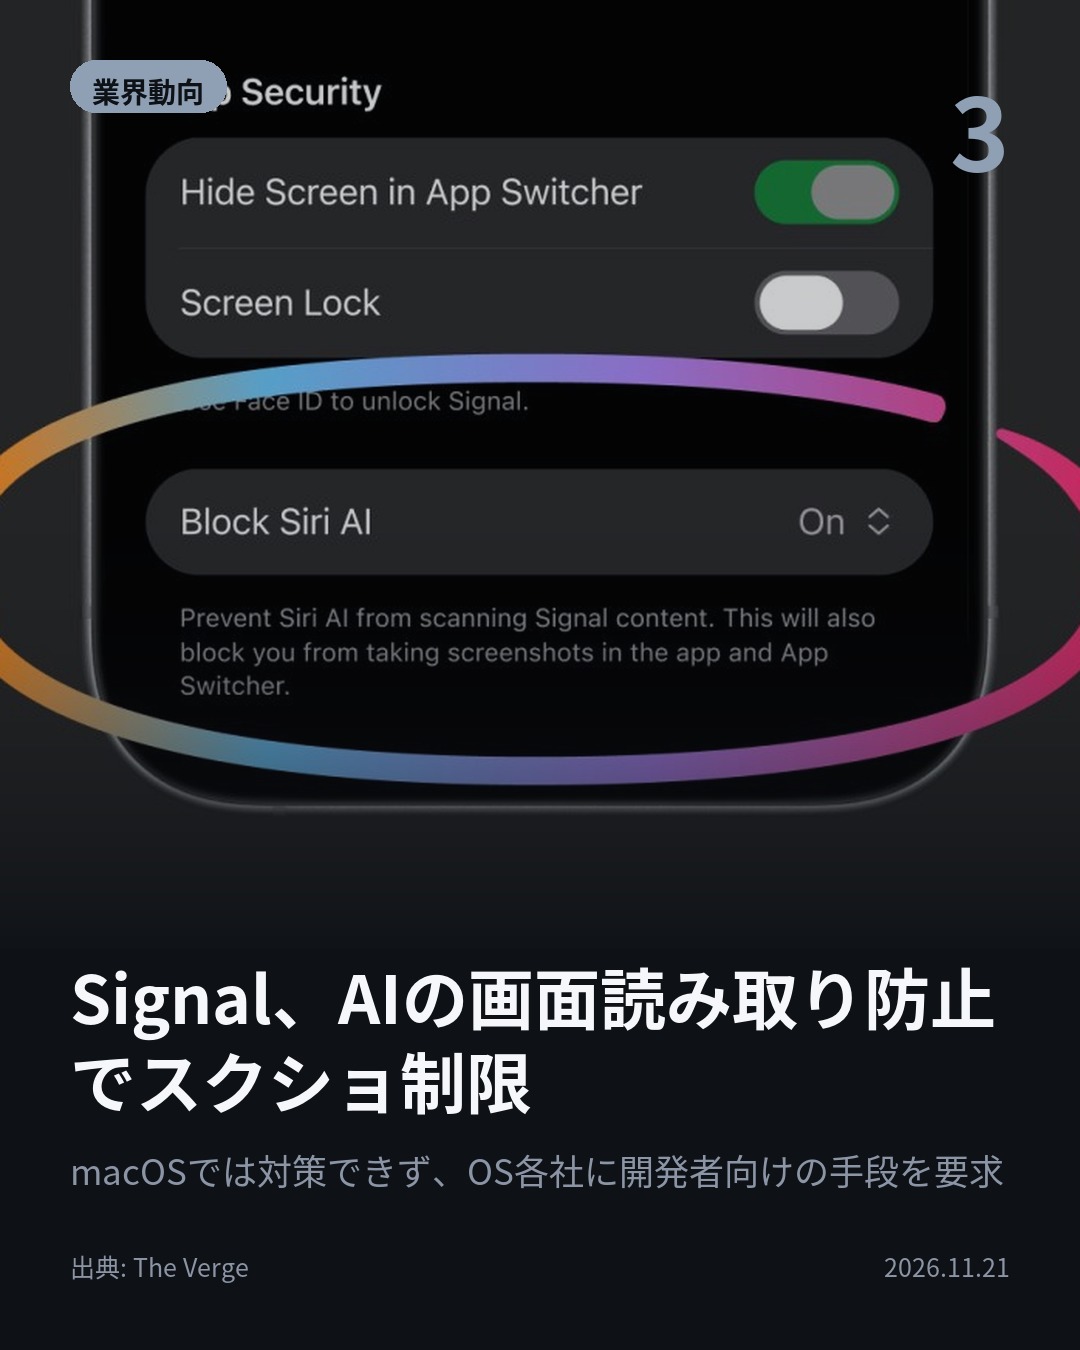 業界動向
p Security
3
Hide Screen in App Switcher
Screen Lock
Use Face ID to unlock Signal.
Block Siri AI On
Prevent Siri AI from scanning Signal content. This will also
block you from taking screenshots in the app and App
Switcher.
Signal、AIの画面読み取り防止
でスクショ制限
macOSでは対策できず、OS各社に開発者向けの手段を要求
出典: The Verge
2026.11.21